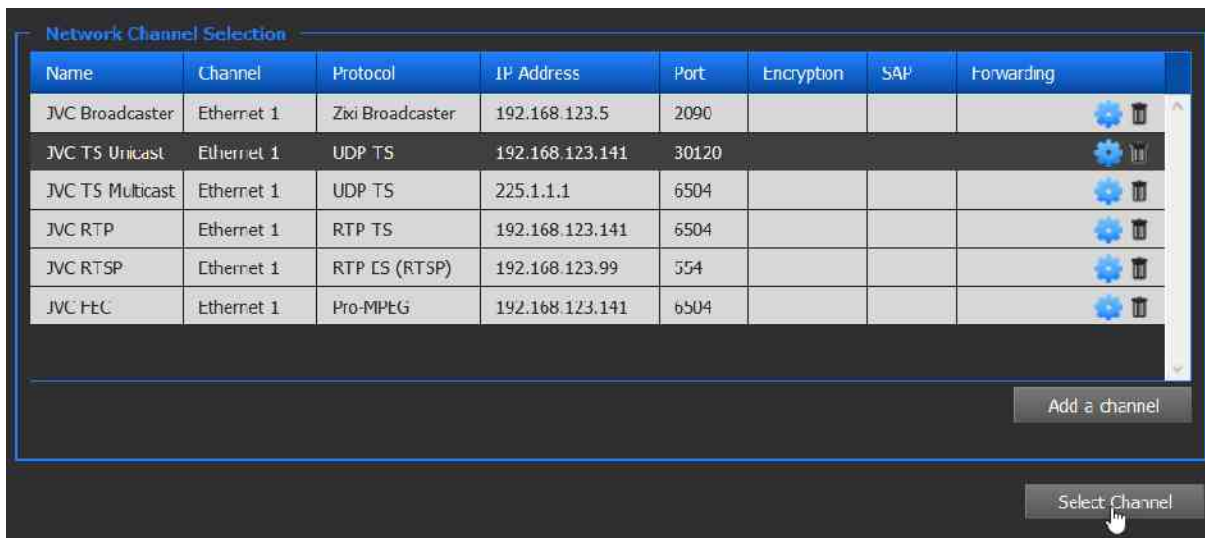 Network Channel Selection
Name Channel Protocol IP Address Port Encryption SAP Forwarding
JVC Broadcaster Ethernet 1 Zixi Broadcaster 192.168.123.5 2090
JVC TS Unicast Ethernet 1 UDP TS 192.168.123.141 30120
JVC TS Multicast Ethernet 1 UDP TS 225.1.1.1 6504
JVC RTP Ethernet 1 RTP TS 192.168.123.141 6504
JVC RTSP Ethernet 1 RTP ES (RTSP) 192.168.123.99 554
JVC FEC Ethernet 1 Pro-MPEG 192.168.123.141 6504
Add a channel
Select Channel